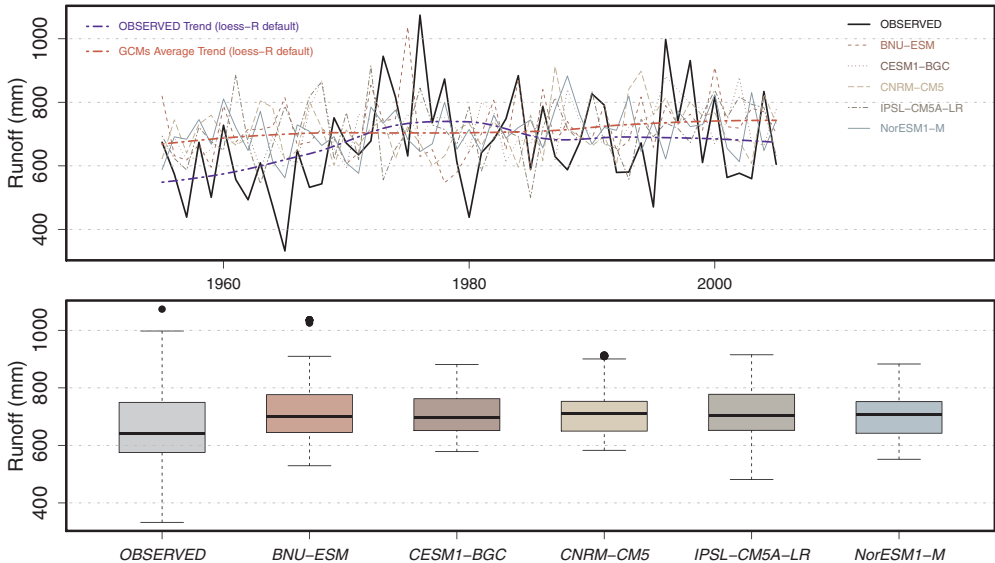 Runoff (mm)
1000
800
600
400
OBSERVED Trend (loess−R default)
GCMs Average Trend (loess−R default)
OBSERVED
BNU−ESM
CESM1−BGC
CNRM−CM5
IPSL−CM5A−LR
NorESM1−M
1960 1980 2000
Runoff (mm)
1000
800
600
400
OBSERVED BNU−ESM CESM1−BGC CNRM−CM5 IPSL−CM5A−LR NorESM1−M